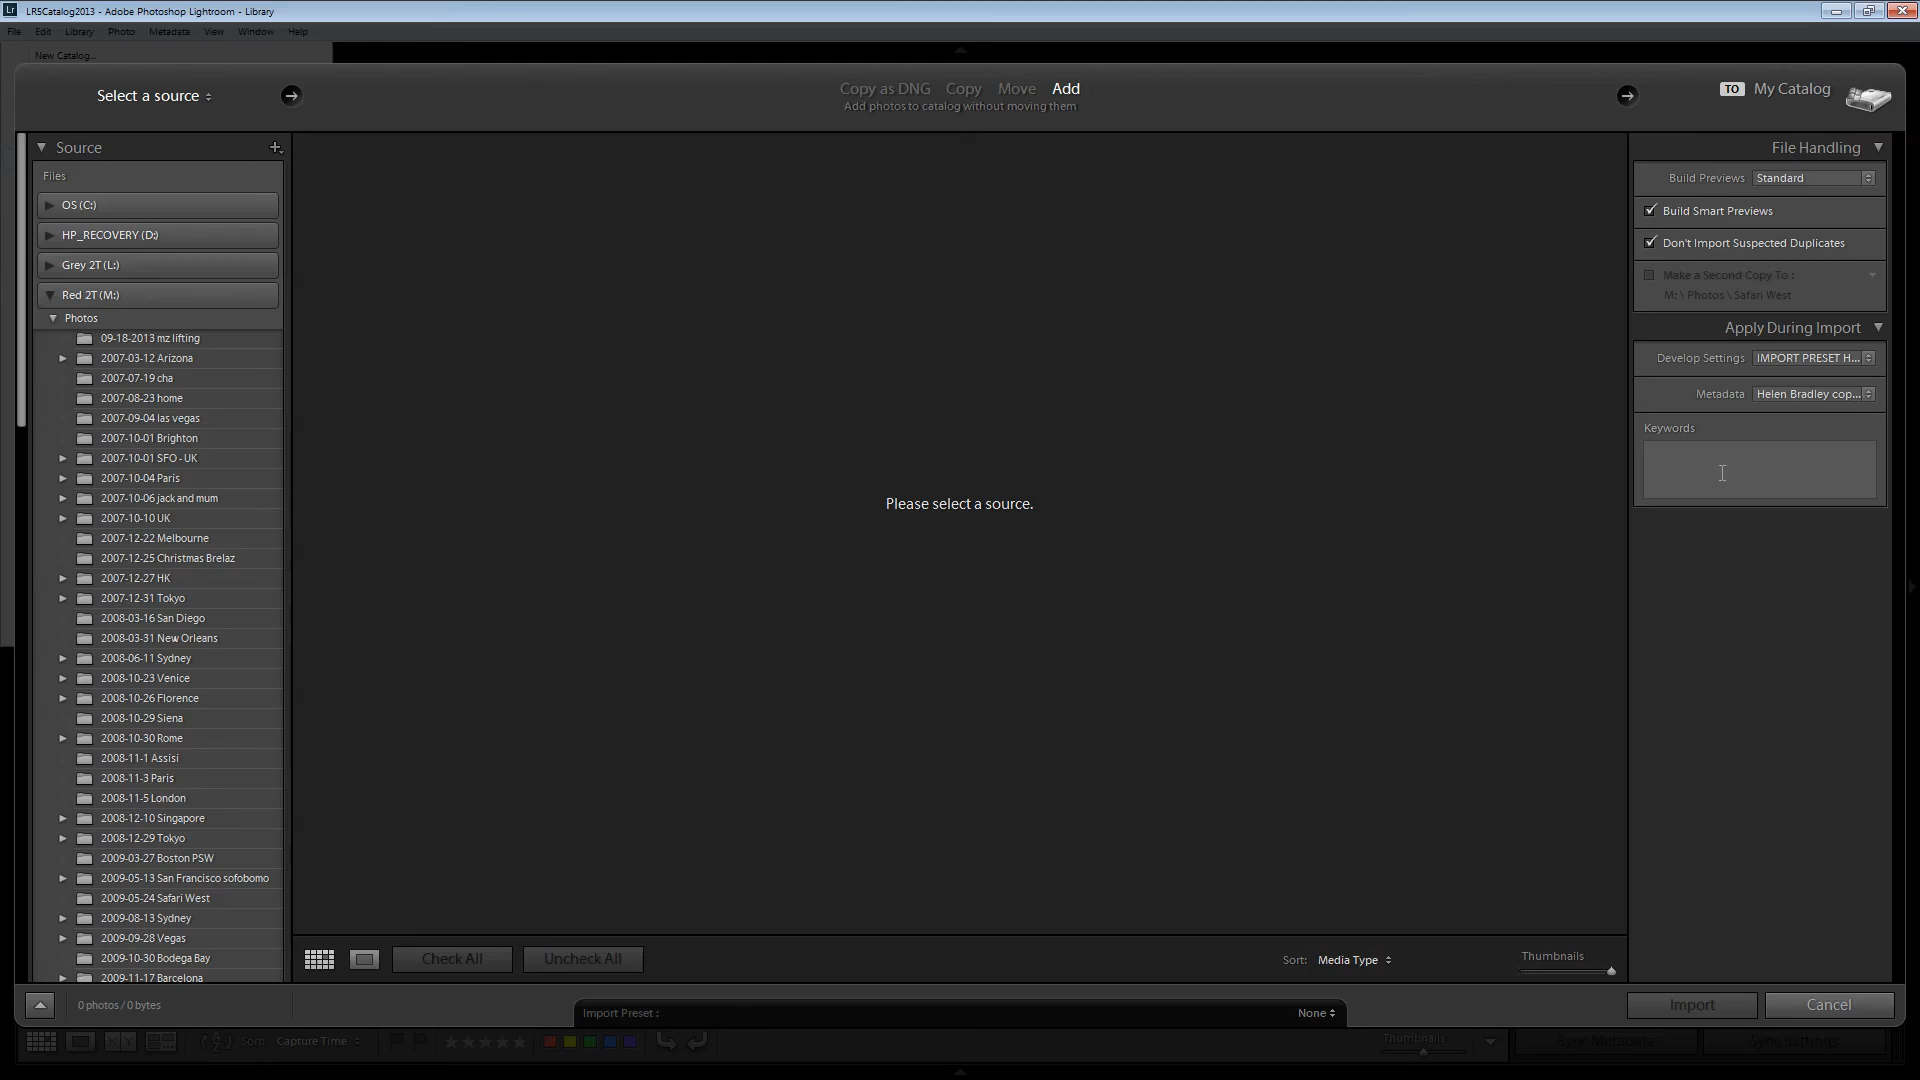 LR5Catalog2013 - Adobe Photoshop Lightroom - Library
File Edit Library Photo Metadata View Window Help
New Catalog...
Select a source
Copy as DNG Copy Move Add
Add photos to catalog without moving them
TO My Catalog
Source
Files
OS (C:)
HP_RECOVERY (D:)
Grey 2T (L:)
Red 2T (M:)
Photos
09-18-2013 mz lifting
2007-03-12 Arizona
2007-07-19 cha
2007-08-23 home
2007-09-04 las vegas
2007-10-01 Brighton
2007-10-01 SFO - UK
2007-10-04 Paris
2007-10-06 jack and mum
2007-10-10 UK
2007-12-22 Melbourne
2007-12-25 Christmas Brelaz
2007-12-27 HK
2007-12-31 Tokyo
2008-03-16 San Diego
2008-03-31 New Orleans
2008-06-11 Sydney
2008-10-23 Venice
2008-10-26 Florence
2008-10-29 Siena
2008-10-30 Rome
2008-11-1 Assisi
2008-11-3 Paris
2008-11-5 London
2008-12-10 Singapore
2008-12-29 Tokyo
2009-03-27 Boston PSW
2009-05-13 San Francisco sofobomo
2009-05-24 Safari West
2009-08-13 Sydney
2009-09-28 Vegas
2009-10-30 Bodega Bay
2009-11-17 Barcelona
Please select a source.
File Handling
Build Previews Standard
Build Smart Previews
Don't Import Suspected Duplicates
Make a Second Copy To :
M: \ Photos \ Safari West
Apply During Import
Develop Settings IMPORT PRESET H...
Metadata Helen Bradley cop...
Keywords
Check All Uncheck All Sort: Media Type Thumbnails
0 photos / 0 bytes
Import Preset : None
Import Cancel
Sort: Capture Time Thumbnails Sync Metadata Sync Settings